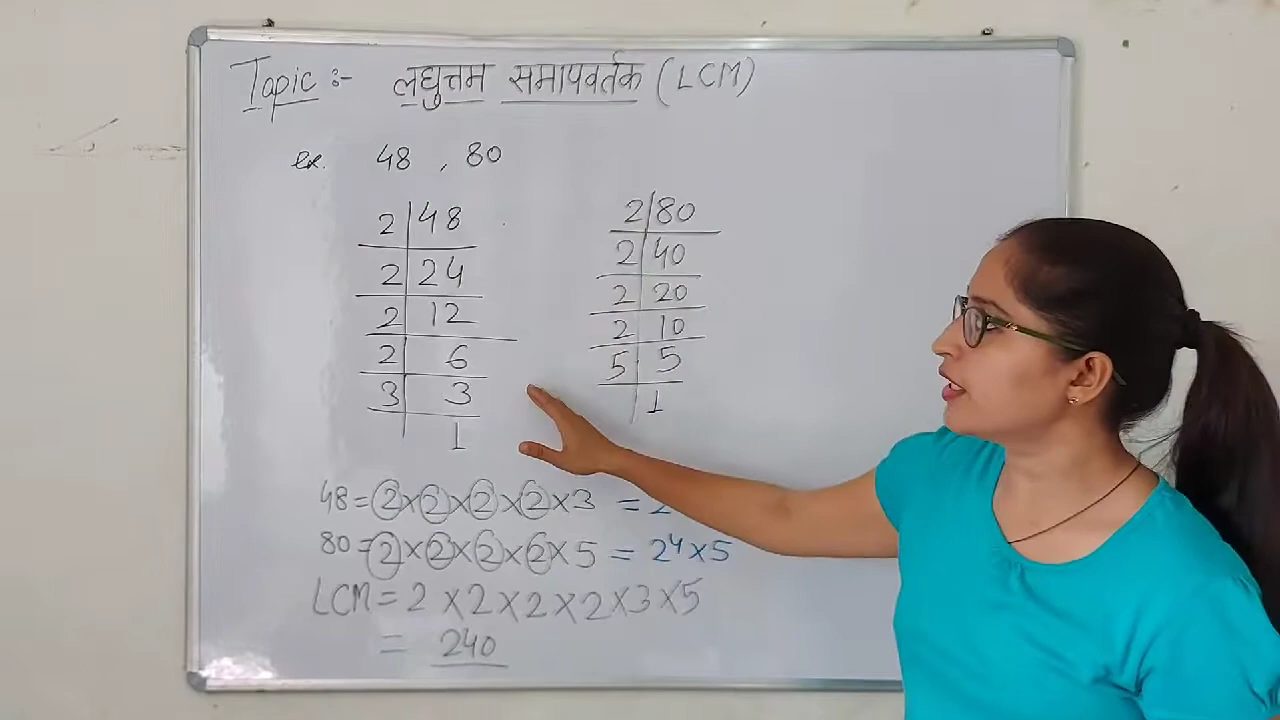 Topic :- लघुत्तम समापवर्तक (LCM)
ex. 48 , 80
2 48
2 24
2 12
2 6
3 3
1
2 80
2 40
2 20
2 10
5 5
1
48 = 2 × 2 × 2 × 2 × 3 = 2
80 = 2 × 2 × 2 × 2 × 5 = 2⁴ × 5
LCM = 2 × 2 × 2 × 2 × 3 × 5
= 240